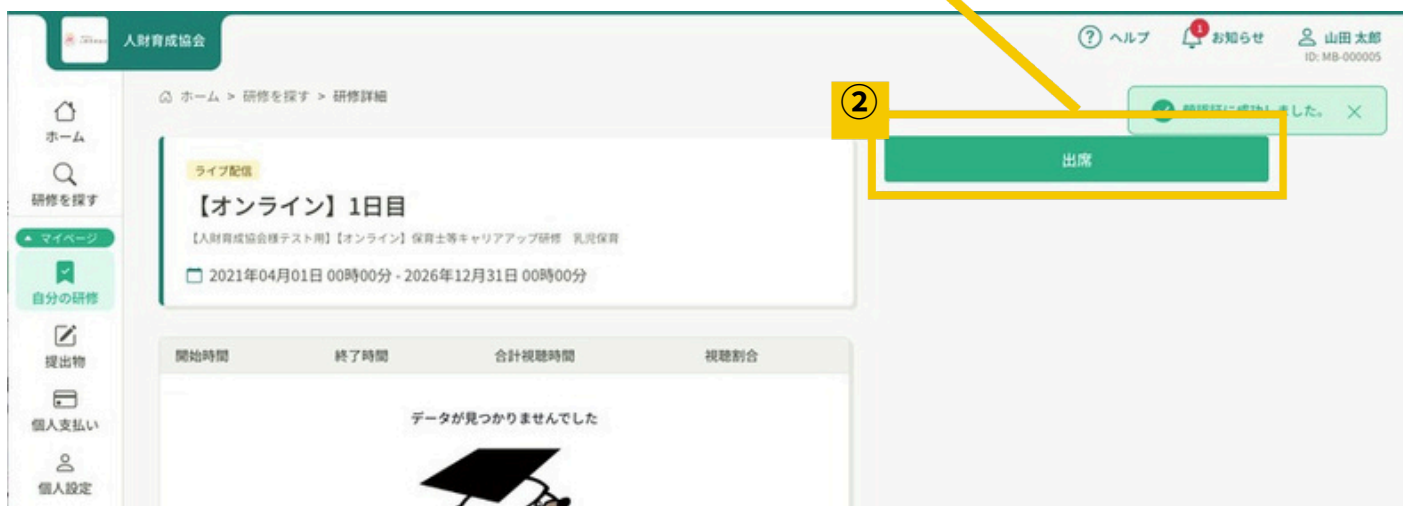 人財育成協会
ヘルプ
1
お知らせ
山田 太郎
ID: MB-000005
ホーム > 研修を探す > 研修詳細
②
しました。
出席
ホーム
研修を探す
マイページ
自分の研修
提出物
個人支払い
個人設定
ライブ配信
【オンライン】1日目
【人財育成協会様テスト用】【オンライン】保育士等キャリアアップ研修 乳児保育
2021年04月01日 00時00分 - 2026年12月31日 00時00分
開始時間 終了時間 合計視聴時間 視聴割合
データが見つかりませんでした